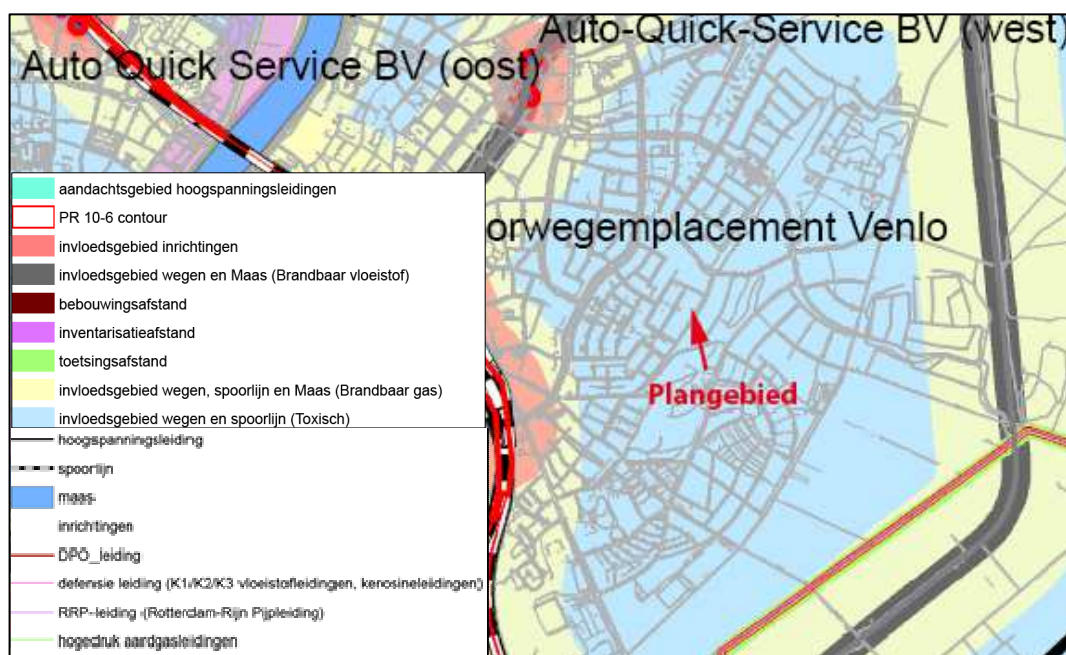 Auto-Quick-Service BV (west)
Auto Quick Service BV (oost)
aandachtsgebied hoogspanningsleidingen
PR 10-6 contour
invloedsgebied inrichtingen
orwegemplacement Venlo
invloedsgebied wegen en Maas (Brandbaar vloeistof)
bebouwingsafstand
inventarisatieafstand
toetsingsafstand
invloedsgebied wegen, spoorlijn en Maas (Brandbaar gas)
Plangebied
invloedsgebied wegen en spoorlijn (Toxisch)
hoogspanningsleiding
spoorlijn
maas
inrichtingen
DPO_leiding
defensie leiding (K1/K2/K3 vloeistofleidingen, kerosineleidingen)
RRP-leiding (Rotterdam-Rijn Pijpleiding)
hogedruk aardgasleidingen